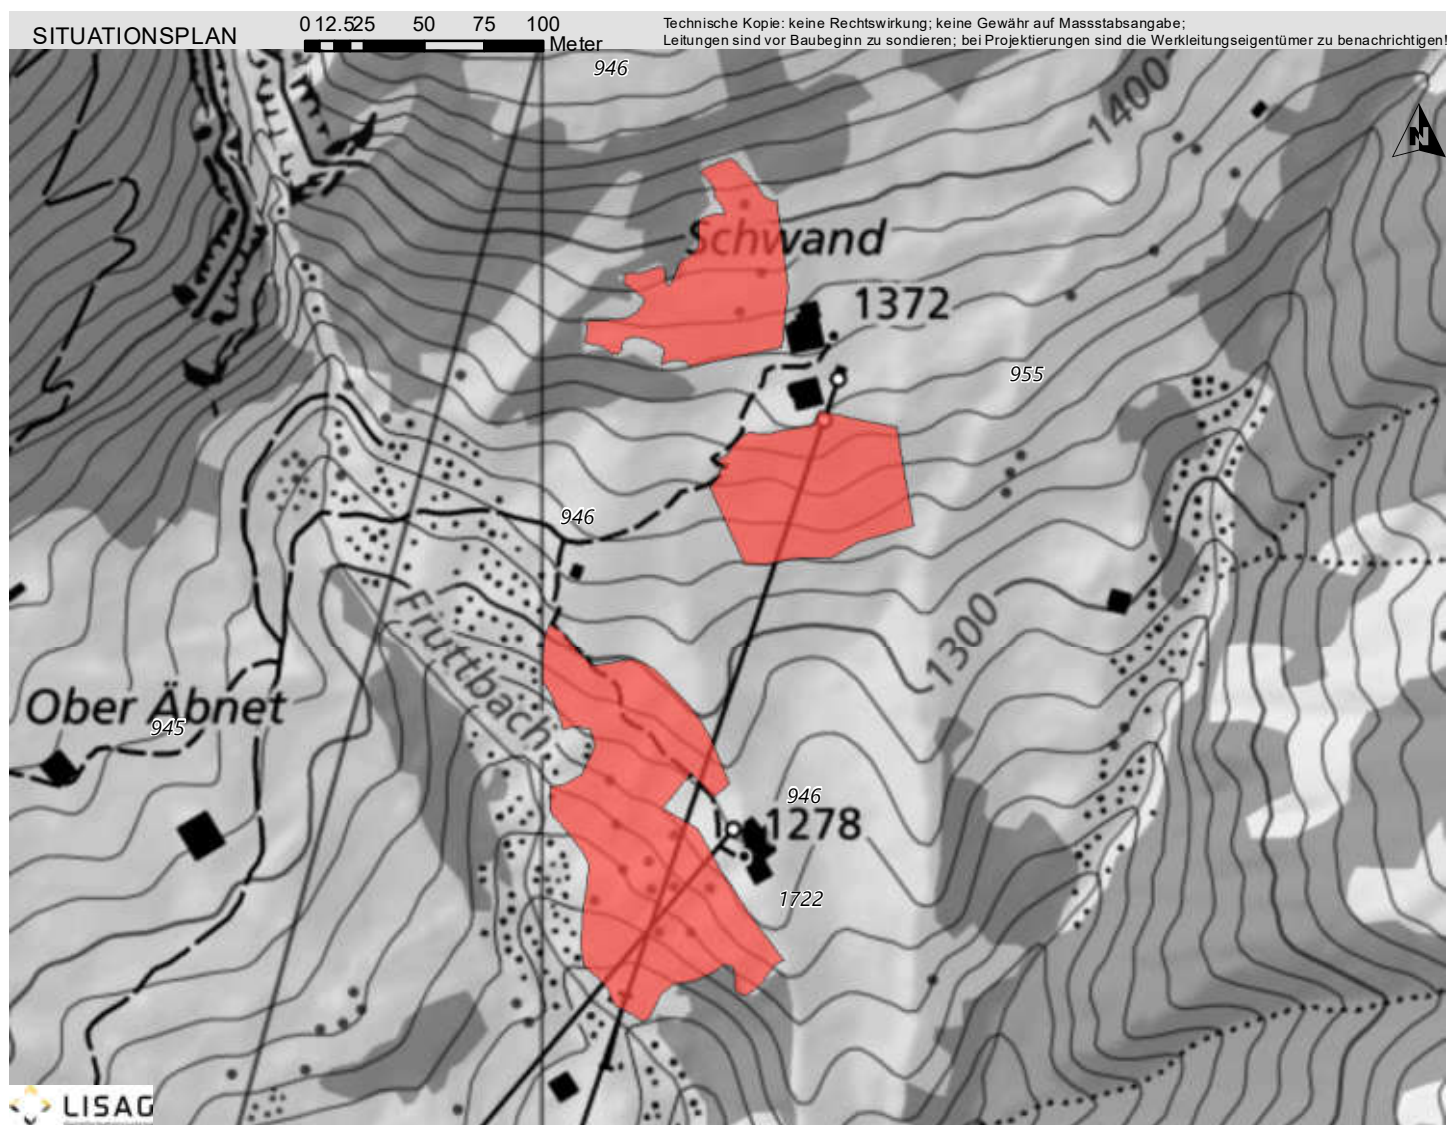 SITUATIONSPLAN
0 12.5 25 50 75 100
Meter
Technische Kopie: keine Rechtswirkung; keine Gewähr auf Massstabsangabe;
Leitungen sind vor Baubeginn zu sondieren; bei Projektierungen sind die Werkleitungseigentümer zu benachrichtigen!
946
1400
N
Schwand
1372
955
946
Fruttbach
1300
Ober Äbnet
945
946
1278
1722
LISAG